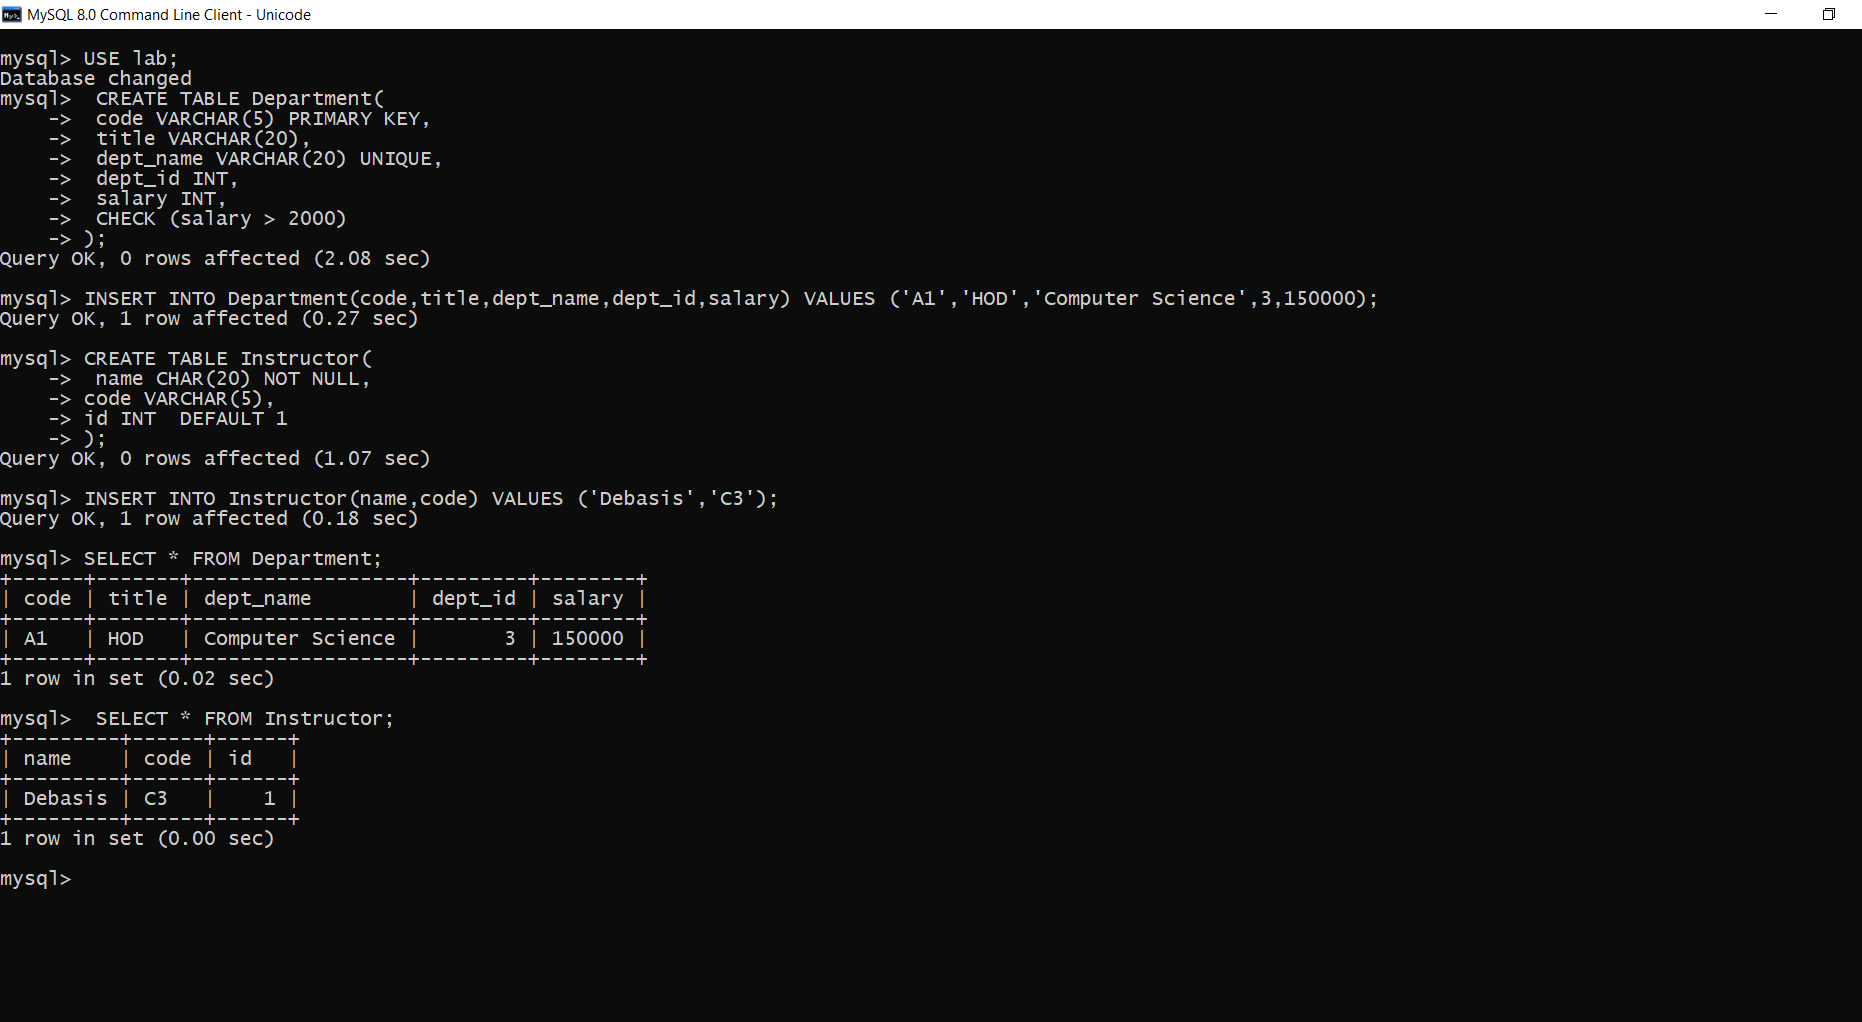 MySQL 8.0 Command Line Client - Unicode
mysql> USE lab;
Database changed
mysql>  CREATE TABLE Department(
    ->  code VARCHAR(5) PRIMARY KEY,
    ->  title VARCHAR(20),
    ->  dept_name VARCHAR(20) UNIQUE,
    ->  dept_id INT,
    ->  salary INT,
    ->  CHECK (salary > 2000)
    -> );
Query OK, 0 rows affected (2.08 sec)
mysql> INSERT INTO Department(code,title,dept_name,dept_id,salary) VALUES ('A1','HOD','Computer Science',3,150000);
Query OK, 1 row affected (0.27 sec)
mysql> CREATE TABLE Instructor(
    ->  name CHAR(20) NOT NULL,
    -> code VARCHAR(5),
    -> id INT  DEFAULT 1
    -> );
Query OK, 0 rows affected (1.07 sec)
mysql> INSERT INTO Instructor(name,code) VALUES ('Debasis','C3');
Query OK, 1 row affected (0.18 sec)
mysql> SELECT * FROM Department;
+------+-------+------------------+---------+--------+
| code | title | dept_name        | dept_id | salary |
+------+-------+------------------+---------+--------+
| A1   | HOD   | Computer Science |       3 | 150000 |
+------+-------+------------------+---------+--------+
1 row in set (0.02 sec)
mysql>  SELECT * FROM Instructor;
+---------+------+------+
| name    | code | id   |
+---------+------+------+
| Debasis | C3   |    1 |
+---------+------+------+
1 row in set (0.00 sec)
mysql>